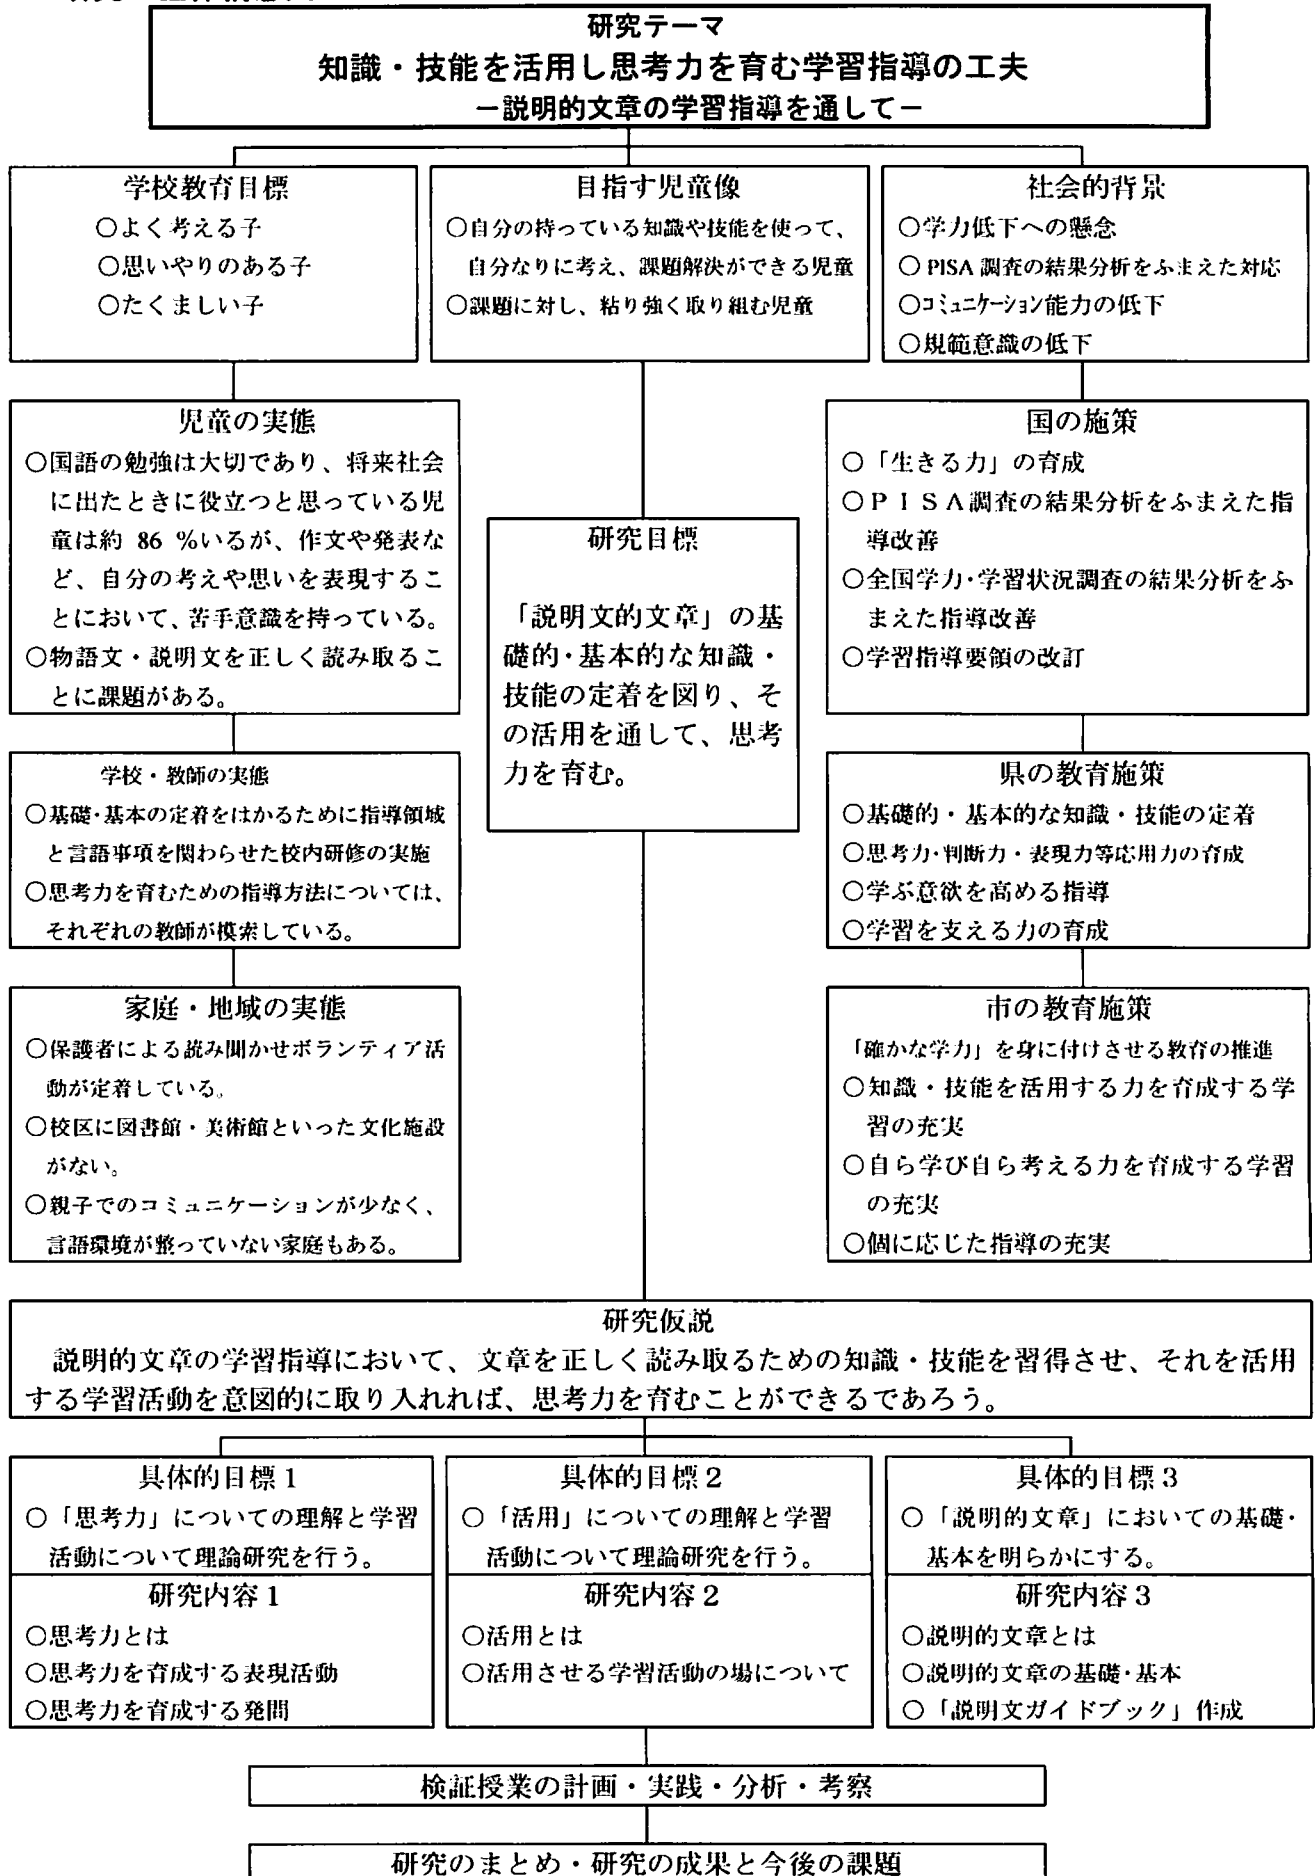 研究テーマ
知識・技能を活用し思考力を育む学習指導の工夫
－説明的文章の学習指導を通して－
学校教育目標
○よく考える子
○思いやりのある子
○たくましい子
目指す児童像
○自分の持っている知識や技能を使って、
自分なりに考え、課題解決ができる児童
○課題に対し、粘り強く取り組む児童
社会的背景
○学力低下への懸念
○PISA調査の結果分析をふまえた対応
○コミュニケーション能力の低下
○規範意識の低下
児童の実態
○国語の勉強は大切であり、将来社会
に出たときに役立つと思っている児
童は約 86 %いるが、作文や発表な
ど、自分の考えや思いを表現するこ
とにおいて、苦手意識を持っている。
○物語文・説明文を正しく読み取るこ
とに課題がある。
学校・教師の実態
○基礎・基本の定着をはかるために指導領域
と言語事項を関わらせた校内研修の実施
○思考力を育むための指導方法については、
それぞれの教師が模索している。
家庭・地域の実態
○保護者による読み聞かせボランティア活
動が定着している。
○校区に図書館・美術館といった文化施設
がない。
○親子でのコミュニケーションが少なく、
言語環境が整っていない家庭もある。
研究目標
「説明文的文章」の基
礎的・基本的な知識・
技能の定着を図り、そ
の活用を通して、思考
力を育む。
国の施策
○「生きる力」の育成
○ＰＩＳＡ調査の結果分析をふまえた指
導改善
○全国学力・学習状況調査の結果分析をふ
まえた指導改善
○学習指導要領の改訂
県の教育施策
○基礎的・基本的な知識・技能の定着
○思考力・判断力・表現力等応用力の育成
○学ぶ意欲を高める指導
○学習を支える力の育成
市の教育施策
「確かな学力」を身に付けさせる教育の推進
○知識・技能を活用する力を育成する学
習の充実
○自ら学び自ら考える力を育成する学習
の充実
○個に応じた指導の充実
研究仮説
説明的文章の学習指導において、文章を正しく読み取るための知識・技能を習得させ、それを活用
する学習活動を意図的に取り入れれば、思考力を育むことができるであろう。
具体的目標１
○「思考力」についての理解と学習
活動について理論研究を行う。
研究内容１
○思考力とは
○思考力を育成する表現活動
○思考力を育成する発問
具体的目標２
○「活用」についての理解と学習
活動について理論研究を行う。
研究内容２
○活用とは
○活用させる学習活動の場について
具体的目標３
○「説明的文章」においての基礎・
基本を明らかにする。
研究内容３
○説明的文章とは
○説明的文章の基礎・基本
○「説明文ガイドブック」作成
検証授業の計画・実践・分析・考察
研究のまとめ・研究の成果と今後の課題